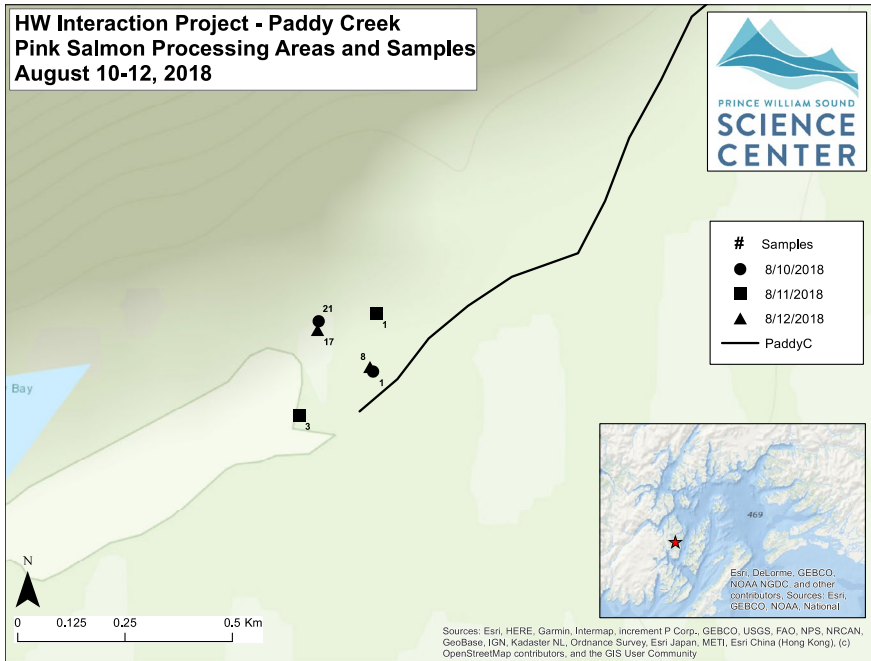 HW Interaction Project - Paddy Creek
Pink Salmon Processing Areas and Samples
August 10-12, 2018
PRINCE WILLIAM SOUND
SCIENCE
CENTER
# Samples
8/10/2018
8/11/2018
8/12/2018
PaddyC
21
17
1
8
1
3
Bay
N
0 0.125 0.25 0.5 Km
469
Esri, DeLorme, GEBCO,
NOAA NGDC, and other
contributors, Sources: Esri,
GEBCO, NOAA, National
Sources: Esri, HERE, Garmin, Intermap, increment P Corp., GEBCO, USGS, FAO, NPS, NRCAN,
GeoBase, IGN, Kadaster NL, Ordnance Survey, Esri Japan, METI, Esri China (Hong Kong), (c)
OpenStreetMap contributors, and the GIS User Community